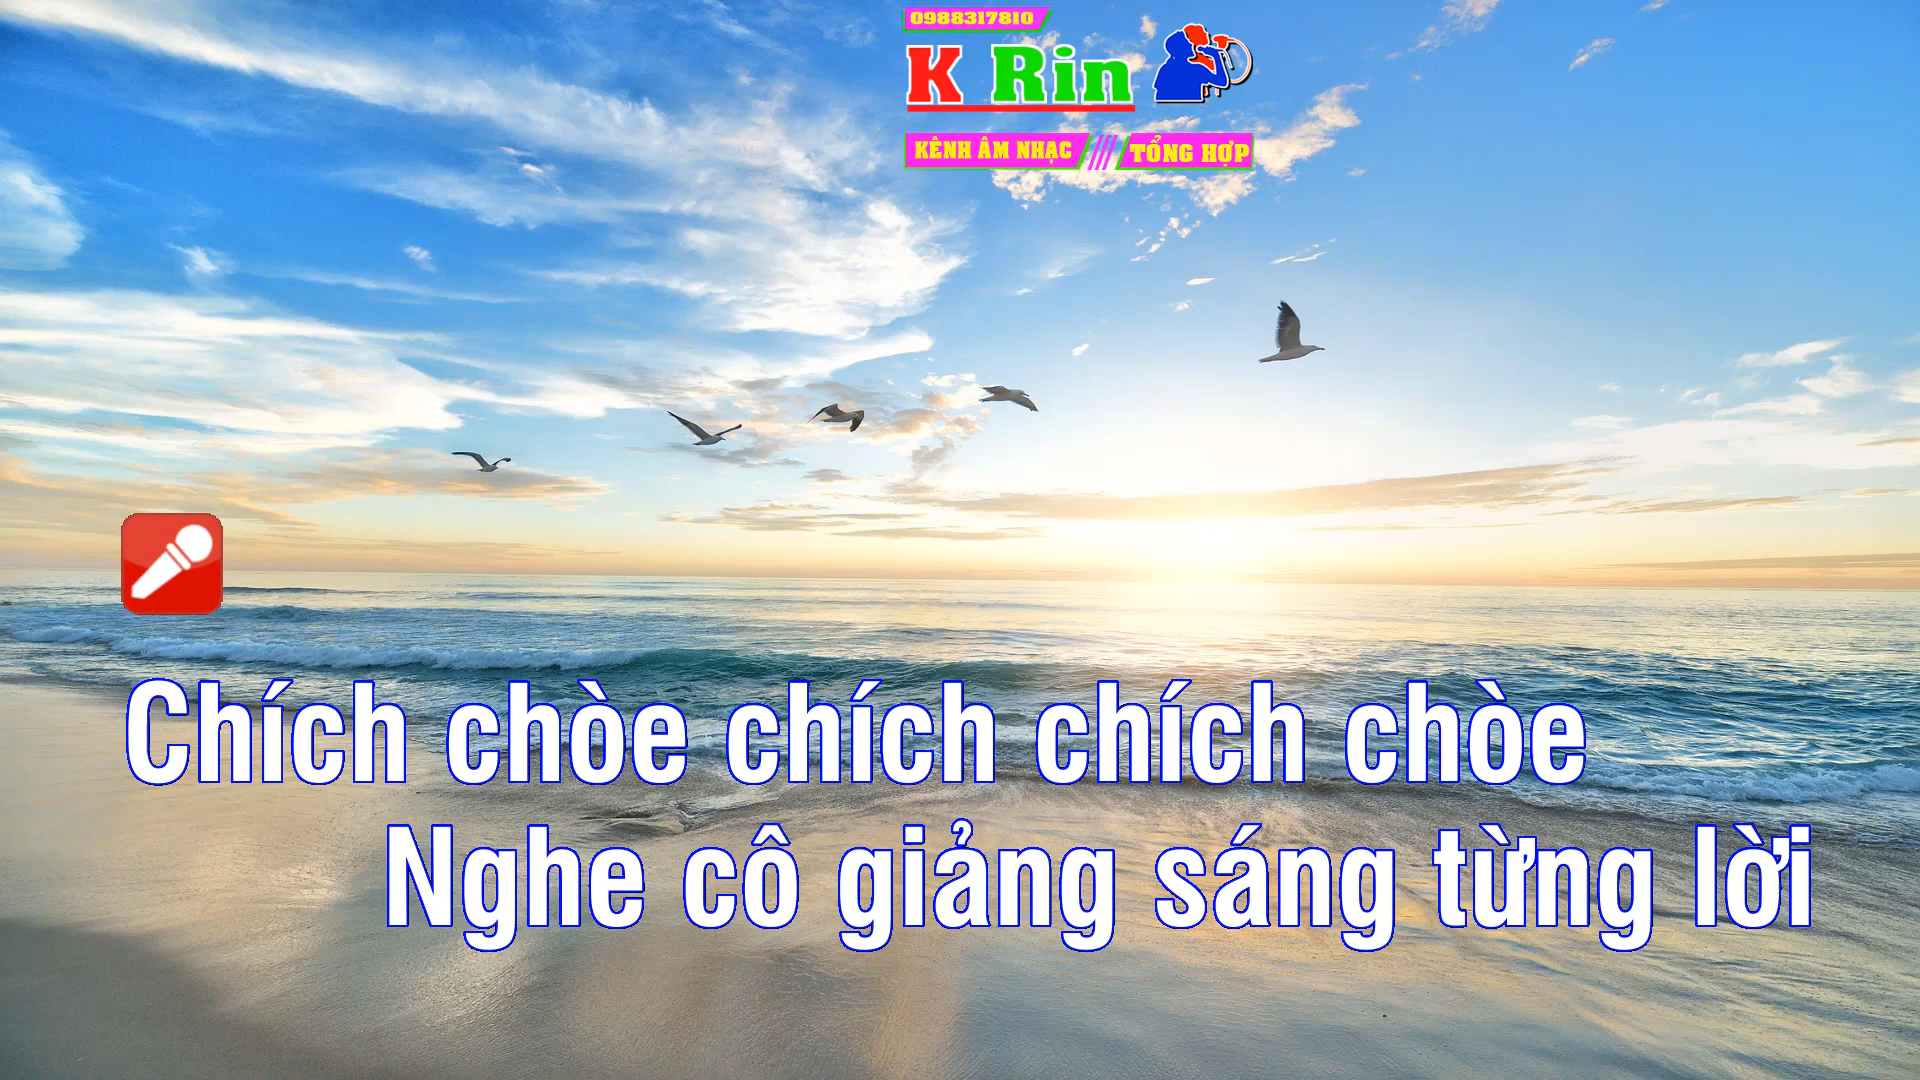 0988317810
K Rin
KÊNH ÂM NHẠC /// TỔNG HỢP
Chích chòe chích chích chòe
Nghe cô giảng sáng từng lời